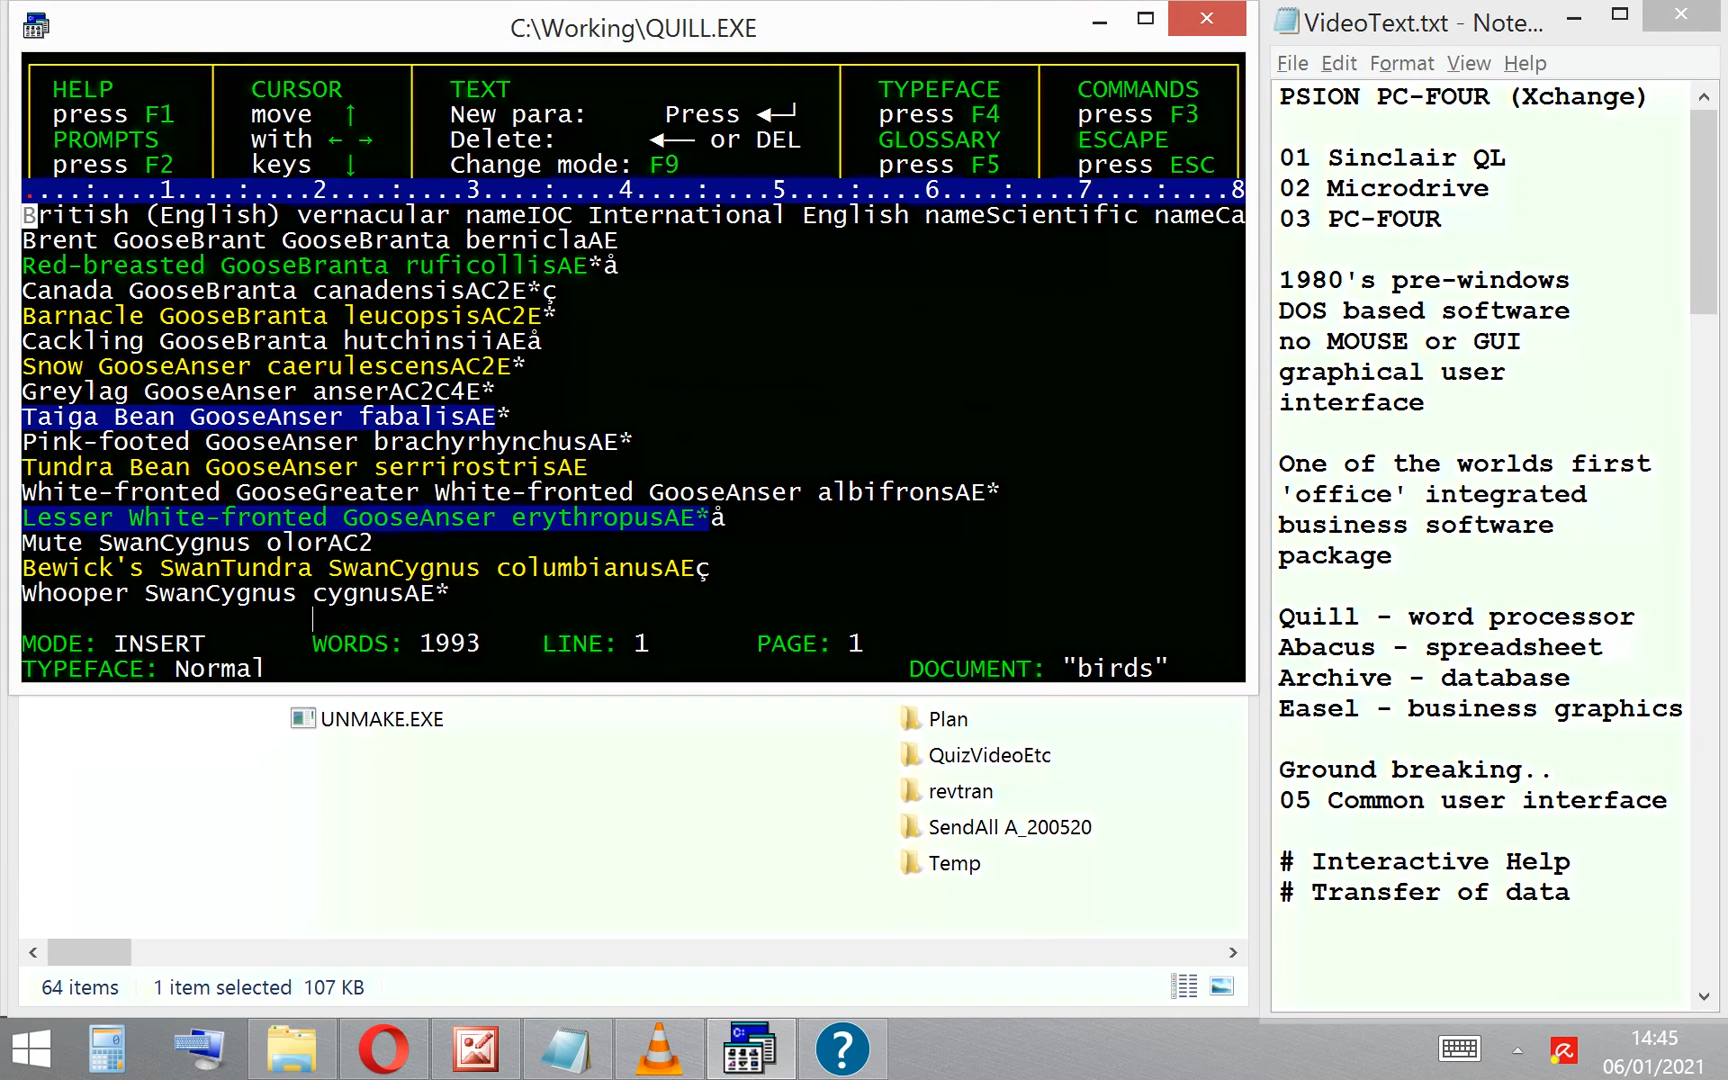 C:\Working\QUILL.EXE
HELP CURSOR TEXT TYPEFACE COMMANDS
press F1 move ↑ New para: Press ◄─┘ press F4 press F3
PROMPTS with ← → Delete: ◄── or DEL GLOSSARY ESCAPE
press F2 keys ↓ Change mode: F9 press F5 press ESC
....:....1....:....2....:....3....:....4....:....5....:....6....:....7....:....8
British (English) vernacular nameIOC International English nameScientific nameCa
Brent GooseBrant GooseBranta berniclaAE
Red-breasted GooseBranta ruficollisAE*å
Canada GooseBranta canadensisAC2E*ç
Barnacle GooseBranta leucopsisAC2E*
Cackling GooseBranta hutchinsiiAEå
Snow GooseAnser caerulescensAC2E*
Greylag GooseAnser anserAC2C4E*
Taiga Bean GooseAnser fabalisAE*
Pink-footed GooseAnser brachyrhynchusAE*
Tundra Bean GooseAnser serrirostrisAE
White-fronted GooseGreater White-fronted GooseAnser albifronsAE*
Lesser White-fronted GooseAnser erythropusAE*å
Mute SwanCygnus olorAC2
Bewick's SwanTundra SwanCygnus columbianusAEç
Whooper SwanCygnus cygnusAE*
MODE: INSERT WORDS: 1993 LINE: 1 PAGE: 1
TYPEFACE: Normal DOCUMENT: "birds"
UNMAKE.EXE
Plan
QuizVideoEtc
revtran
SendAll A_200520
Temp
64 items 1 item selected 107 KB
VideoText.txt - Note...
File Edit Format View Help
PSION PC-FOUR (Xchange)
01 Sinclair QL
02 Microdrive
03 PC-FOUR
1980's pre-windows
DOS based software
no MOUSE or GUI
graphical user
interface
One of the worlds first
'office' integrated
business software
package
Quill - word processor
Abacus - spreadsheet
Archive - database
Easel - business graphics
Ground breaking..
05 Common user interface
# Interactive Help
# Transfer of data
14:45
06/01/2021